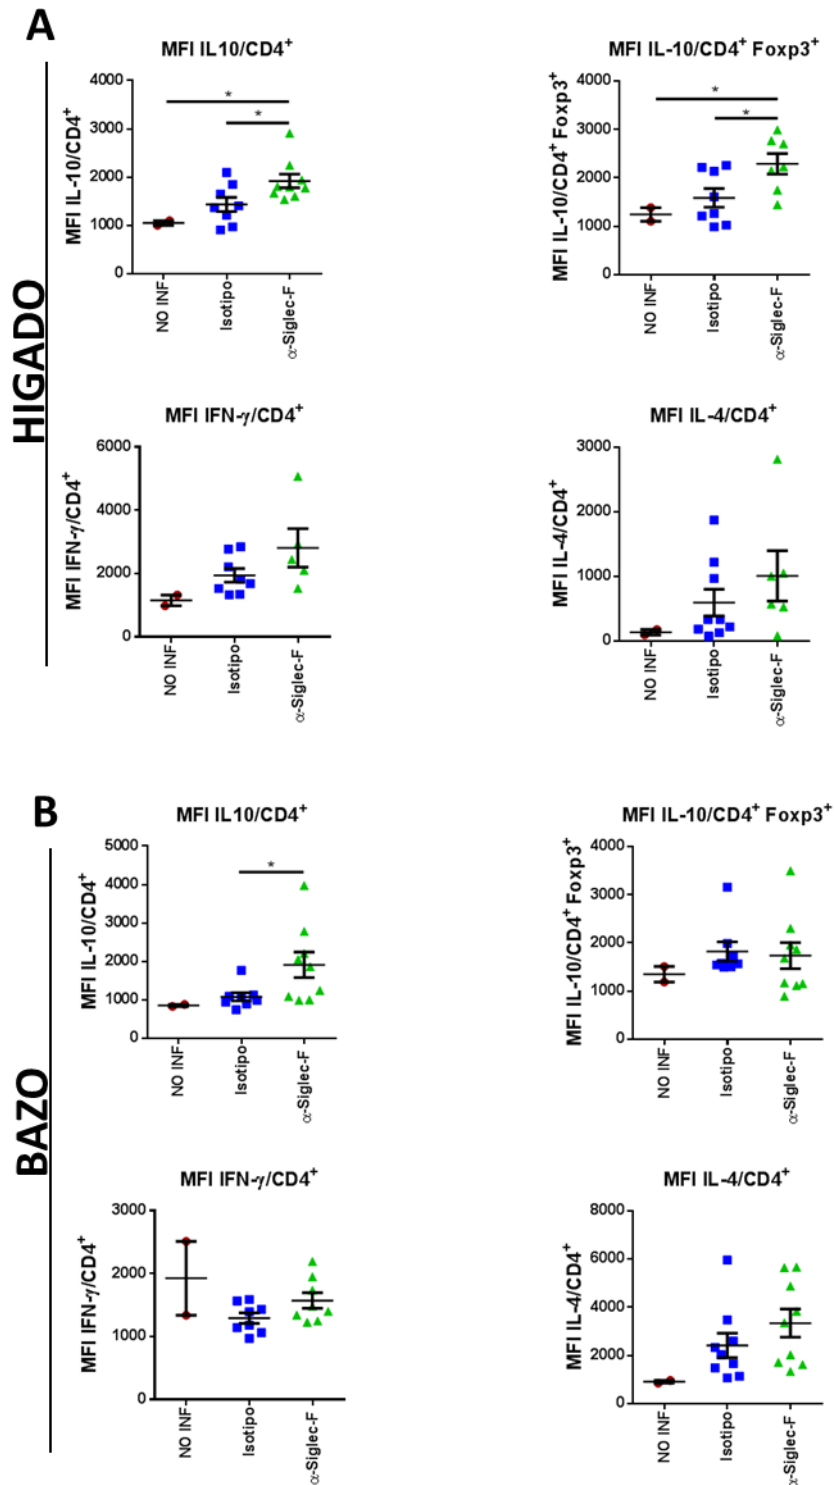 A
HIGADO
MFI IL10/CD4⁺
MFI IL-10/CD4⁺
4000
3000
2000
1000
0
*
*
NO INF
Isotipo
α-Siglec-F
MFI IL-10/CD4⁺ Foxp3⁺
MFI IL-10/CD4⁺ Foxp3⁺
4000
3000
2000
1000
0
*
*
NO INF
Isotipo
α-Siglec-F
MFI IFN-γ/CD4⁺
MFI IFN-γ/CD4⁺
6000
4000
2000
0
NO INF
Isotipo
α-Siglec-F
MFI IL-4/CD4⁺
MFI IL-4/CD4⁺
3000
2000
1000
0
NO INF
Isotipo
α-Siglec-F
B
BAZO
MFI IL10/CD4⁺
MFI IL-10/CD4⁺
5000
4000
3000
2000
1000
0
*
NO INF
Isotipo
α-Siglec-F
MFI IL-10/CD4⁺ Foxp3⁺
MFI IL-10/CD4⁺ Foxp3⁺
4000
3000
2000
1000
0
NO INF
Isotipo
α-Siglec-F
MFI IFN-γ/CD4⁺
MFI IFN-γ/CD4⁺
3000
2000
1000
0
NO INF
Isotipo
α-Siglec-F
MFI IL-4/CD4⁺
MFI IL-4/CD4⁺
8000
6000
4000
2000
0
NO INF
Isotipo
α-Siglec-F